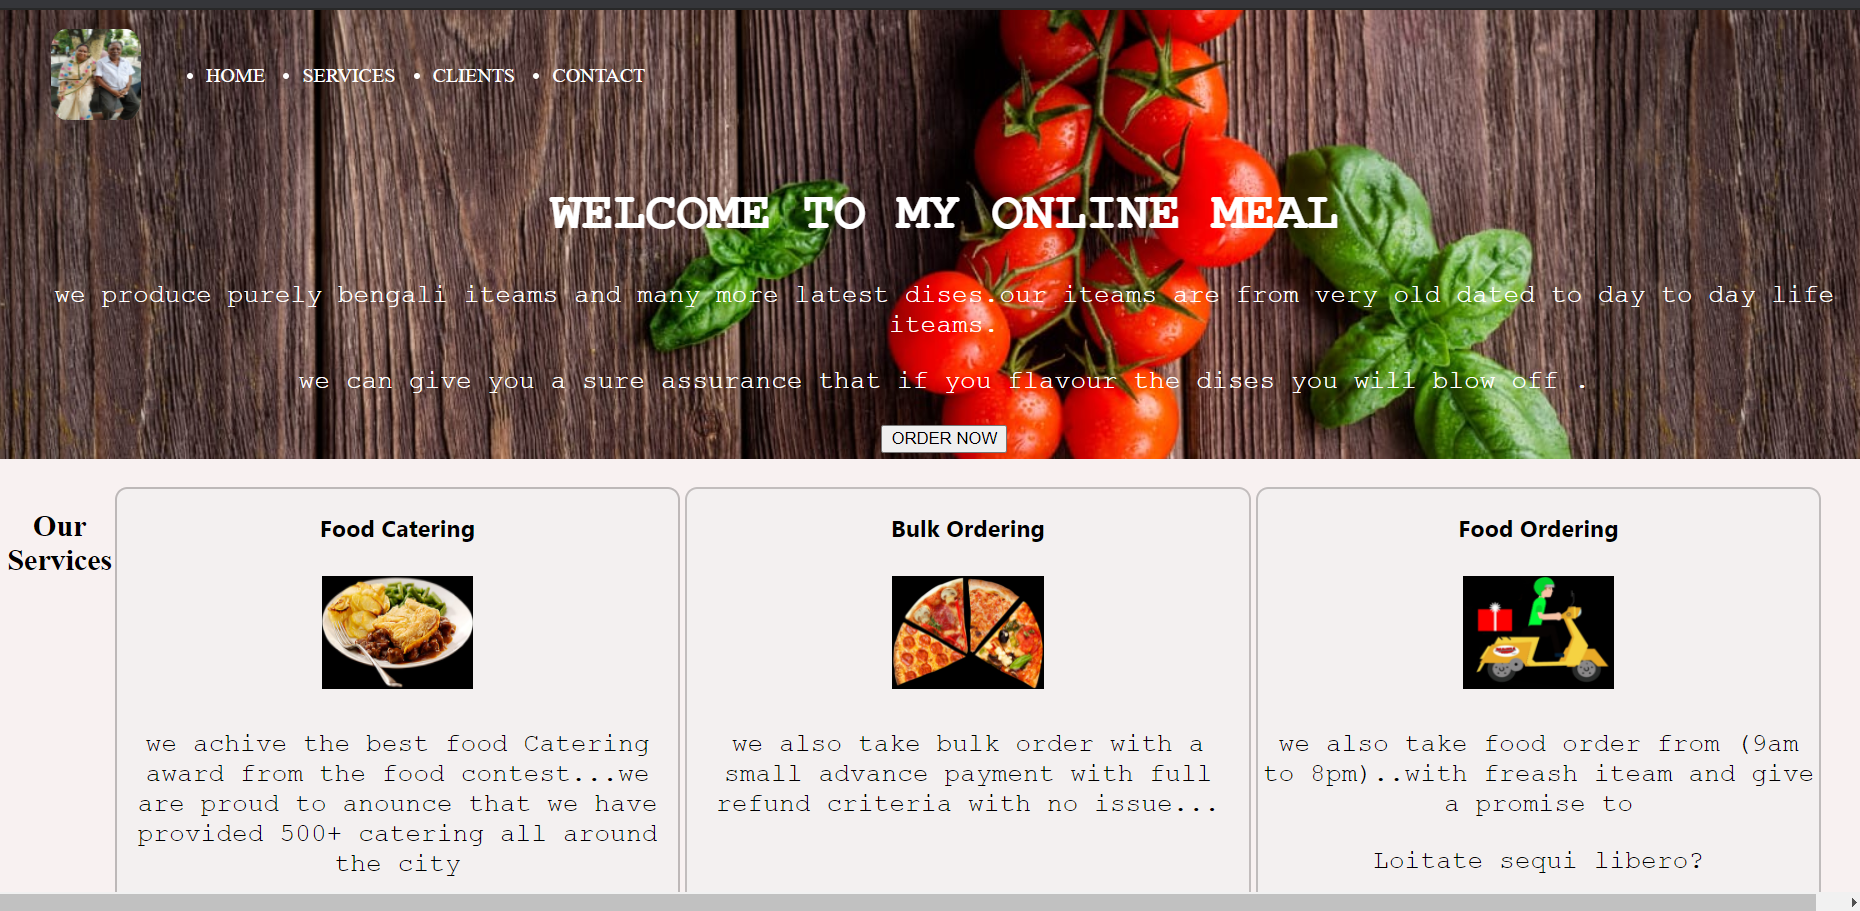 HOME SERVICES CLIENTS CONTACT
WELCOME TO MY ONLINE MEAL
we produce purely bengali iteams and many more latest dises.our iteams are from very old dated to day to day life
iteams.
we can give you a sure assurance that if you flavour the dises you will blow off .
ORDER NOW
Our
Services
Food Catering
we achive the best food Catering
award from the food contest...we
are proud to anounce that we have
provided 500+ catering all around
the city
Bulk Ordering
we also take bulk order with a
small advance payment with full
refund criteria with no issue...
Food Ordering
we also take food order from (9am
to 8pm)..with freash iteam and give
a promise to
Loitate sequi libero?